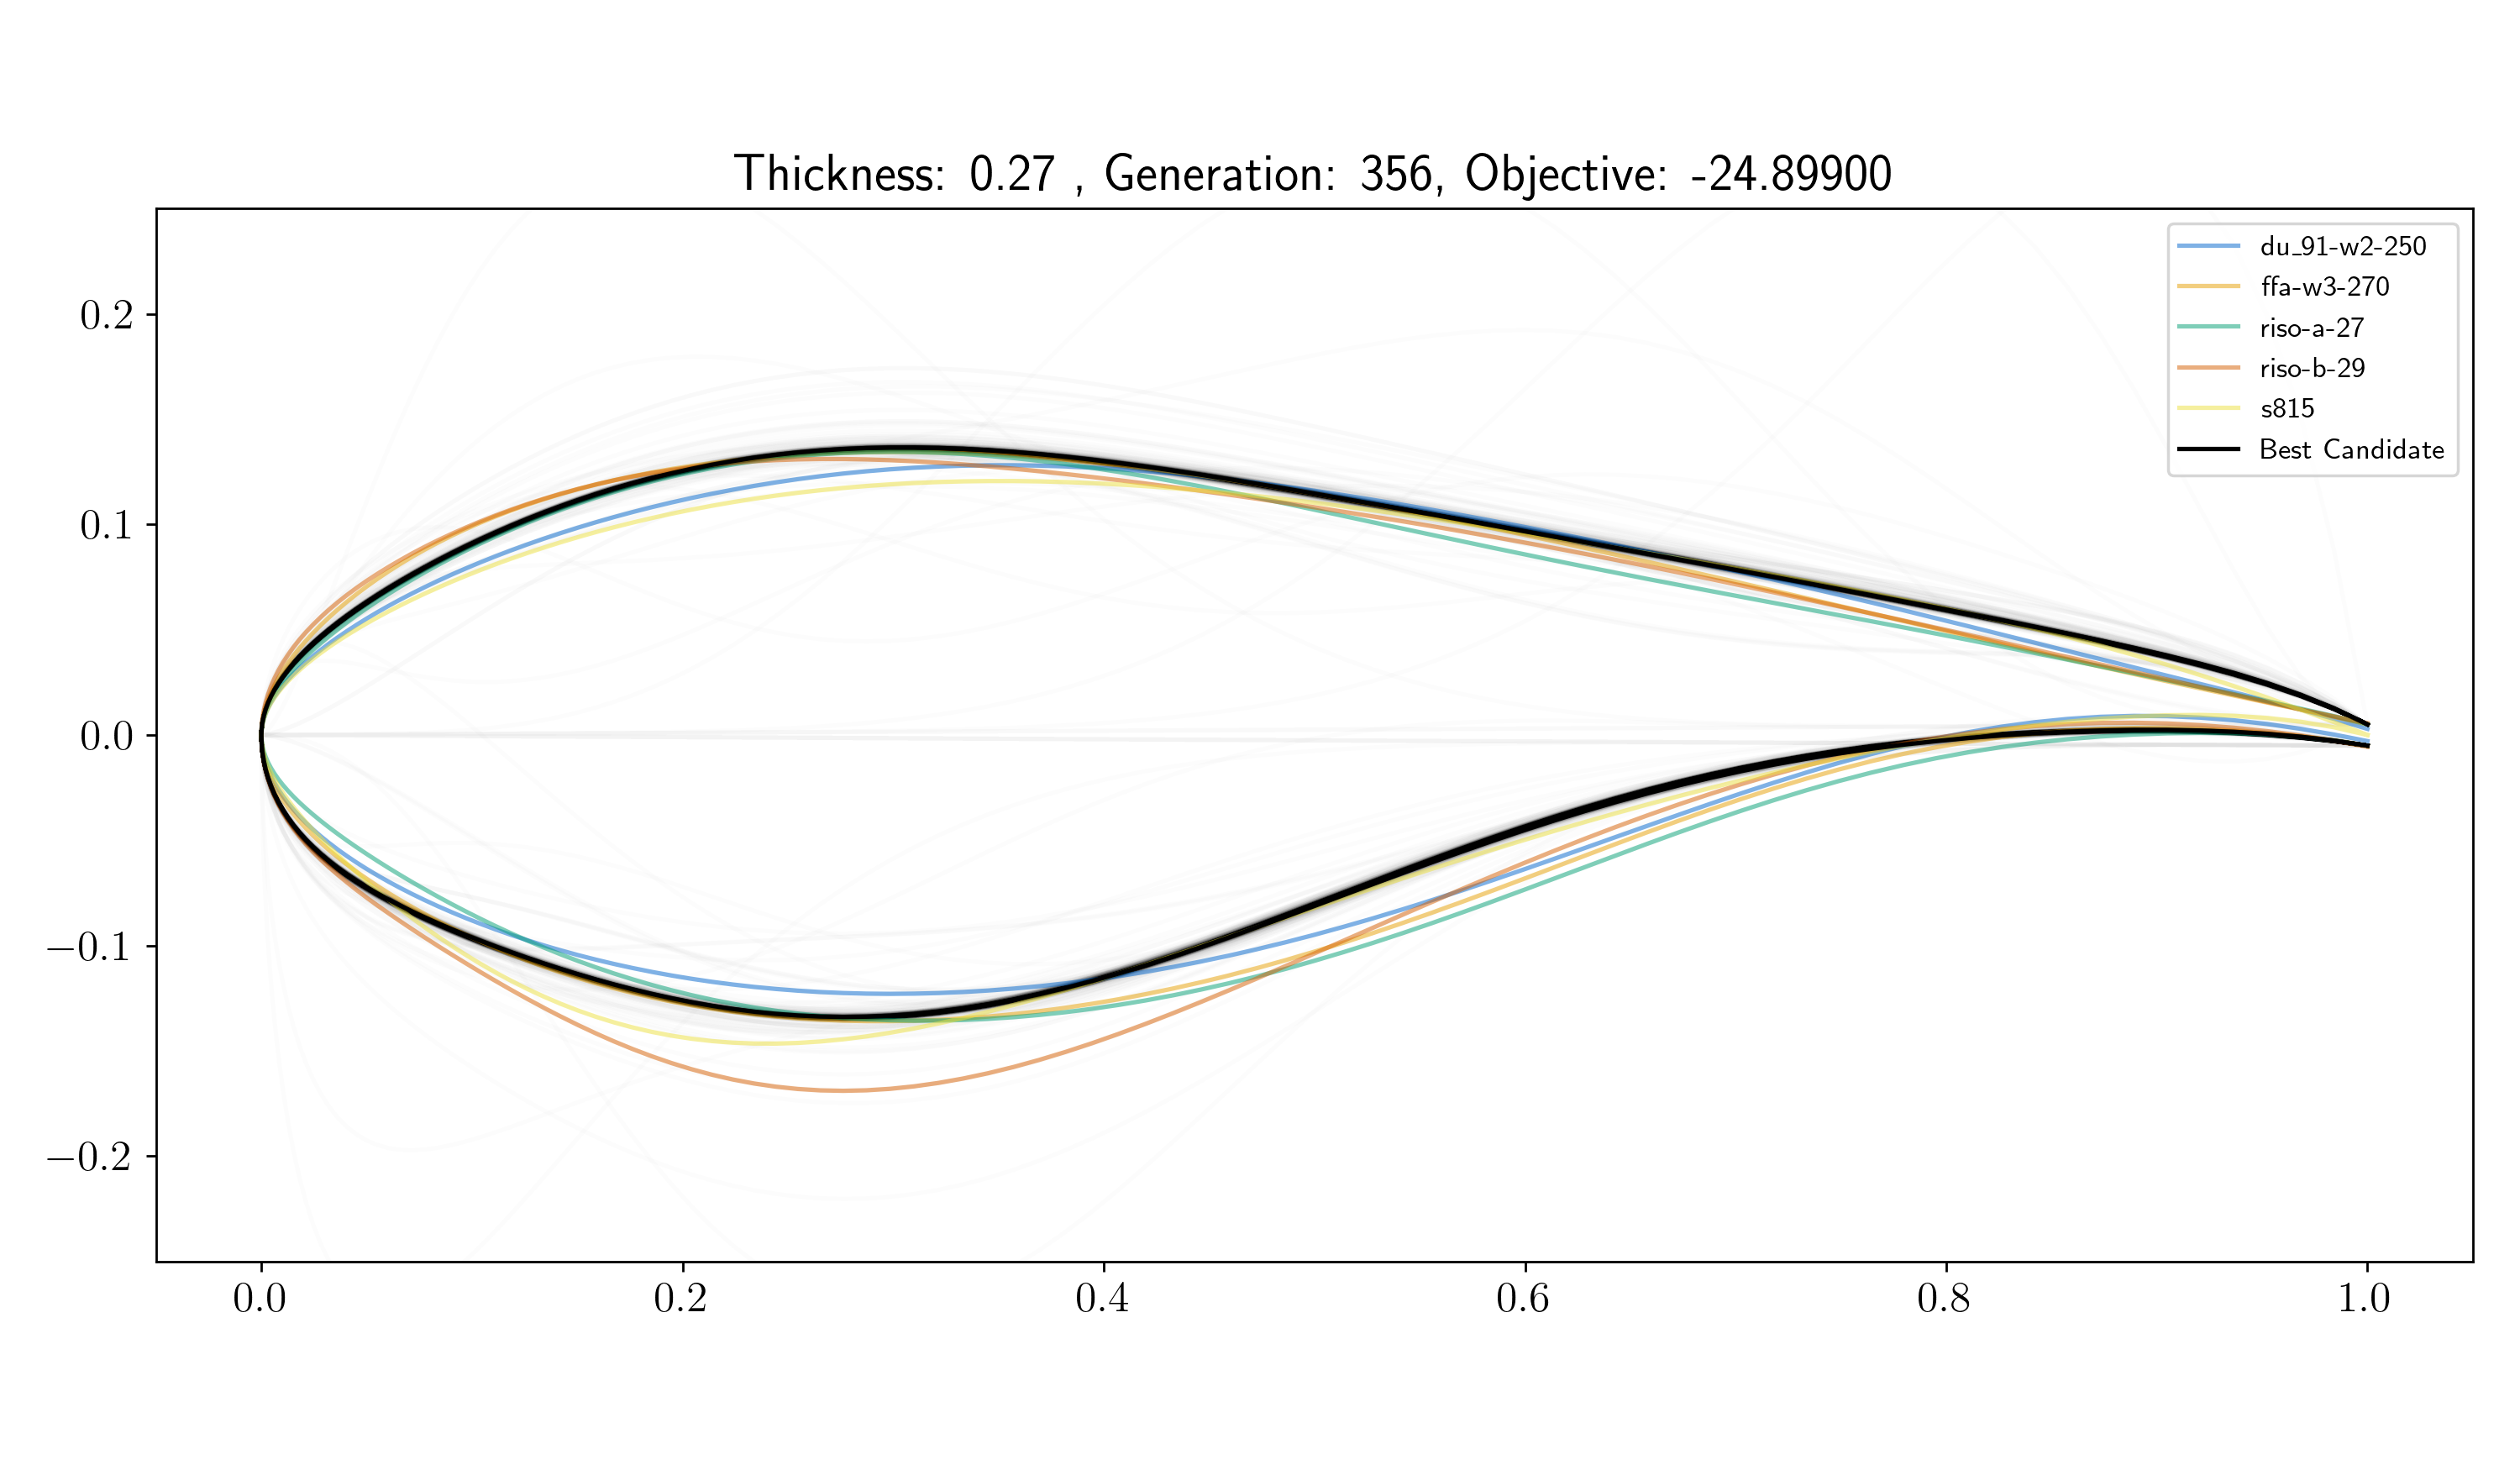 Thickness: 0.27 , Generation: 356, Objective: -24.89900
du_91-w2-250
ffa-w3-270
riso-a-27
riso-b-29
s815
Best Candidate
0.2
0.1
0.0
−0.1
−0.2
0.0 0.2 0.4 0.6 0.8 1.0